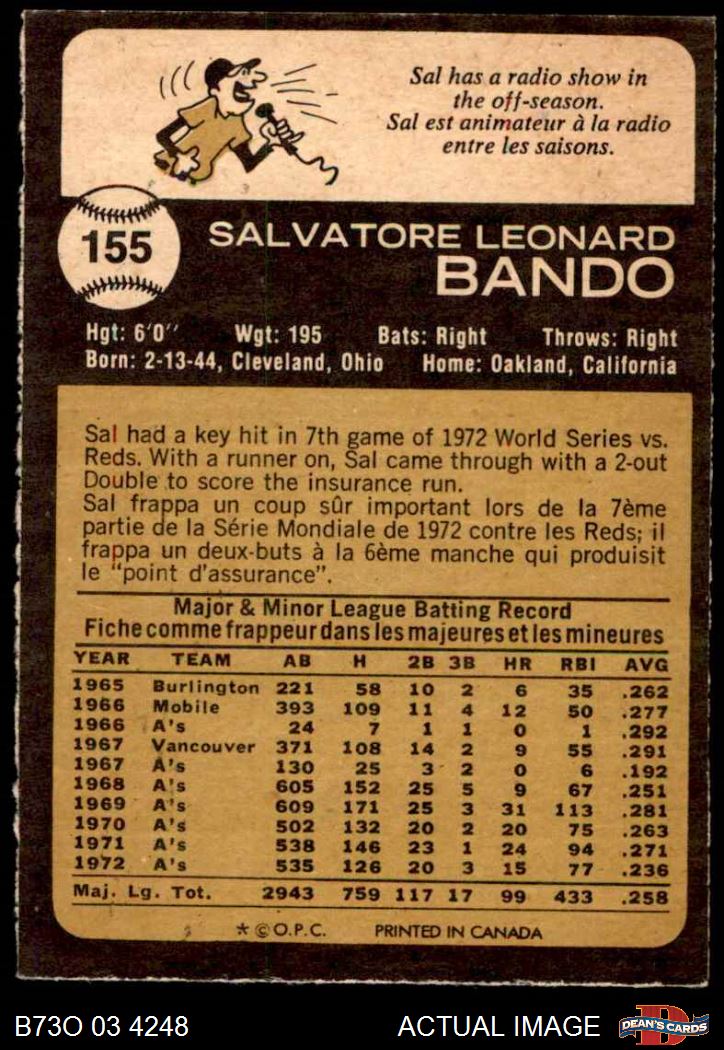 Sal has a radio show in
the off-season.
Sal est animateur à la radio
entre les saisons.
155
SALVATORE LEONARD
BANDO
Hgt: 6'0" Wgt: 195 Bats: Right Throws: Right
Born: 2-13-44, Cleveland, Ohio Home: Oakland, California
Sal had a key hit in 7th game of 1972 World Series vs.
Reds. With a runner on, Sal came through with a 2-out
Double to score the insurance run.
Sal frappa un coup sûr important lors de la 7ème
partie de la Série Mondiale de 1972 contre les Reds; il
frappa un deux-buts à la 6ème manche qui produisit
le "point d'assurance".
Major & Minor League Batting Record
Fiche comme frappeur dans les majeures et les mineures
YEAR TEAM AB H 2B 3B HR RBI AVG
1965 Burlington 221 58 10 2 6 35 .262
1966 Mobile 393 109 11 4 12 50 .277
1966 A's 24 7 1 1 0 1 .292
1967 Vancouver 371 108 14 2 9 55 .291
1967 A's 130 25 3 2 0 6 .192
1968 A's 605 152 25 5 9 67 .251
1969 A's 609 171 25 3 31 113 .281
1970 A's 502 132 20 2 20 75 .263
1971 A's 538 146 23 1 24 94 .271
1972 A's 535 126 20 3 15 77 .236
Maj. Lg. Tot. 2943 759 117 17 99 433 .258
* © O.P.C. PRINTED IN CANADA
B73O 03 4248 ACTUAL IMAGE D DEAN'S CARDS